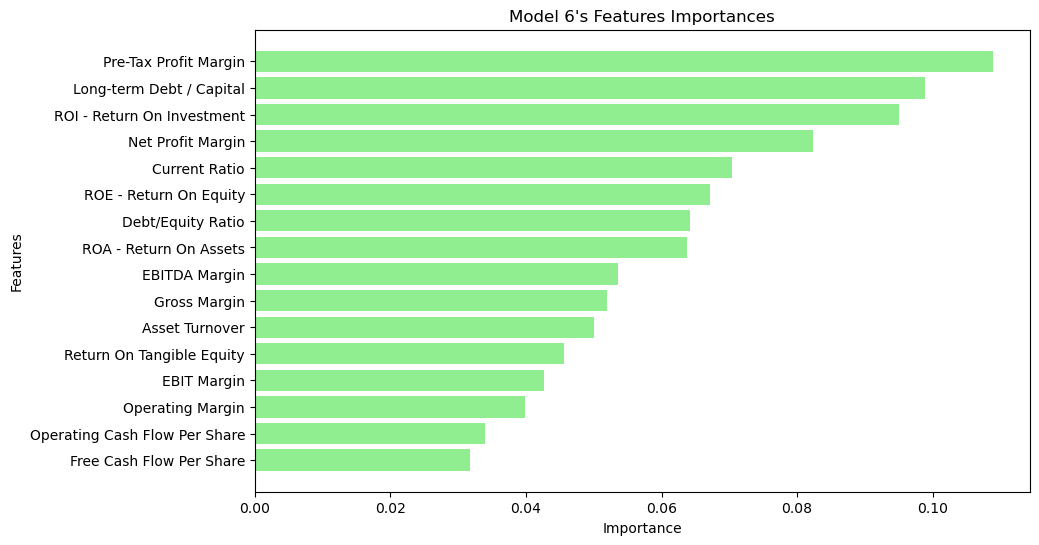 Model 6's Features Importances
Features
Pre-Tax Profit Margin
Long-term Debt / Capital
ROI - Return On Investment
Net Profit Margin
Current Ratio
ROE - Return On Equity
Debt/Equity Ratio
ROA - Return On Assets
EBITDA Margin
Gross Margin
Asset Turnover
Return On Tangible Equity
EBIT Margin
Operating Margin
Operating Cash Flow Per Share
Free Cash Flow Per Share
0.00 0.02 0.04 0.06 0.08 0.10
Importance